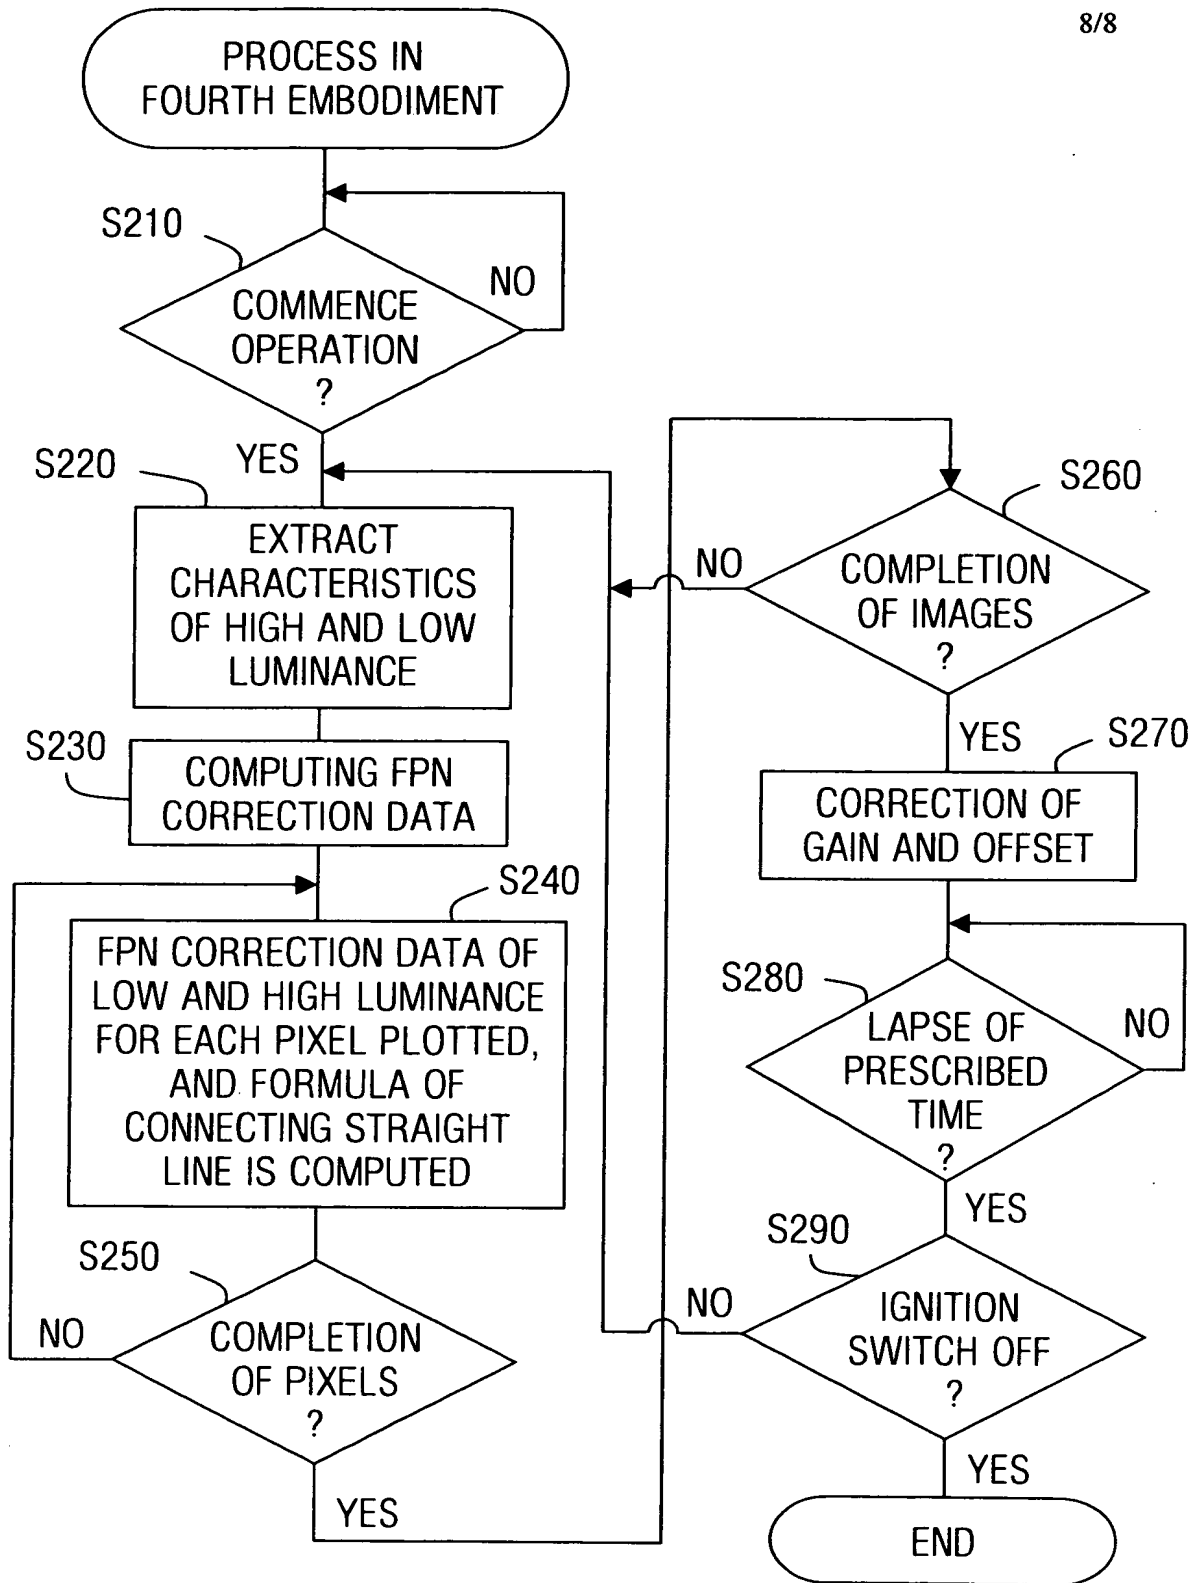 8/8
PROCESS IN
FOURTH EMBODIMENT
S210
NO
COMMENCE
OPERATION
?
YES
S220
EXTRACT
CHARACTERISTICS
OF HIGH AND LOW
LUMINANCE
S230
COMPUTING FPN
CORRECTION DATA
S240
FPN CORRECTION DATA OF
LOW AND HIGH LUMINANCE
FOR EACH PIXEL PLOTTED,
AND FORMULA OF
CONNECTING STRAIGHT
LINE IS COMPUTED
S250
NO
COMPLETION
OF PIXELS
?
YES
S260
NO
COMPLETION
OF IMAGES
?
YES
S270
CORRECTION OF
GAIN AND OFFSET
S280
NO
LAPSE OF
PRESCRIBED
TIME
?
YES
S290
NO
IGNITION
SWITCH OFF
?
YES
END